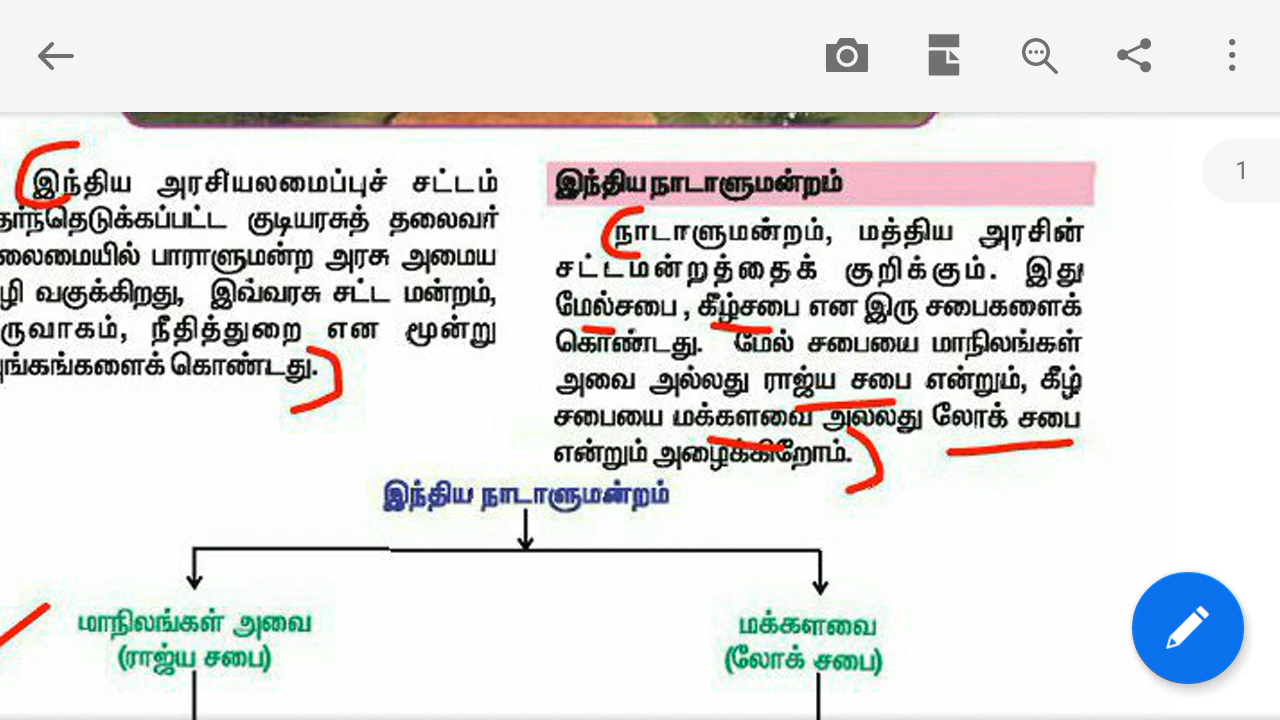 இந்திய அரசியலமைப்புச் சட்டம்
தேர்ந்தெடுக்கப்பட்ட குடியரசுத் தலைவர்
லைமையில் பாராளுமன்ற அரசு அமைய
ழி வகுக்கிறது, இவ்வரசு சட்ட மன்றம்,
ருவாகம், நீதித்துறை என மூன்று
ங்கங்களைக் கொண்டது.
இந்திய நாடாளுமன்றம்
நாடாளுமன்றம், மத்திய அரசின்
சட்டமன்றத்தைக் குறிக்கும். இது
மேல்சபை, கீழ்சபை என இரு சபைகளைக்
கொண்டது. மேல் சபையை மாநிலங்கள்
அவை அல்லது ராஜ்ய சபை என்றும், கீழ்
சபையை மக்களவை அல்லது லோக் சபை
என்றும் அழைக்கிறோம்.
இந்திய நாடாளுமன்றம்
மாநிலங்கள் அவை
(ராஜ்ய சபை)
மக்களவை
(லோக் சபை)
1